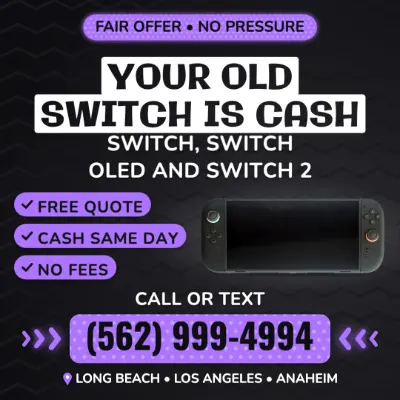 FAIR OFFER • NO PRESSURE
YOUR OLD
SWITCH IS CASH
SWITCH, SWITCH
OLED AND SWITCH 2
✓ FREE QUOTE
✓ CASH SAME DAY
✓ NO FEES
CALL OR TEXT
(562) 999-4994
LONG BEACH • LOS ANGELES • ANAHEIM